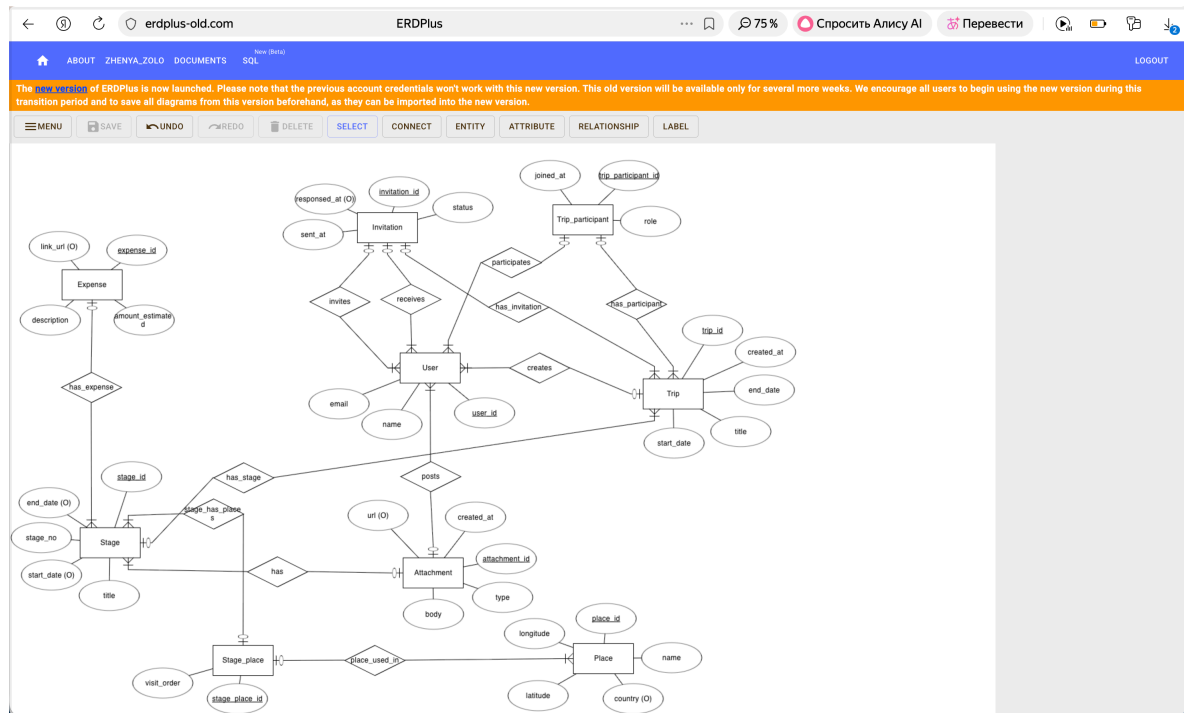 erdplus-old.com
ERDPlus
75 %
Спросить Алису AI
Перевести
2
New (Beta)
ABOUT ZHENYA_ZOLO DOCUMENTS SQL
LOGOUT
The new version of ERDPlus is now launched. Please note that the previous account credentials won't work with this new version. This old version will be available only for several more weeks. We encourage all users to begin using the new version during this
transition period and to save all diagrams from this version beforehand, as they can be imported into the new version.
MENU SAVE UNDO REDO DELETE SELECT CONNECT ENTITY ATTRIBUTE RELATIONSHIP LABEL
joined_at
trip_participant_id
responsed_at (O)
invitation_id
status
Trip_participant
role
sent_at
Invitation
link_url (O)
expense_id
participates
Expense
invites
receives
has_invitation
has_participant
description
amount_estimate
d
trip_id
created_at
User
creates
has_expense
end_date
Trip
email
name
user_id
title
start_date
stage_id
has_stage
posts
end_date (O)
stage_has_place
s
url (O)
created_at
stage_no
Stage
attachment_id
start_date (O)
has
Attachment
title
type
body
place_id
longitude
Stage_place
place_used_in
Place
name
visit_order
stage_place_id
latitude
country (O)